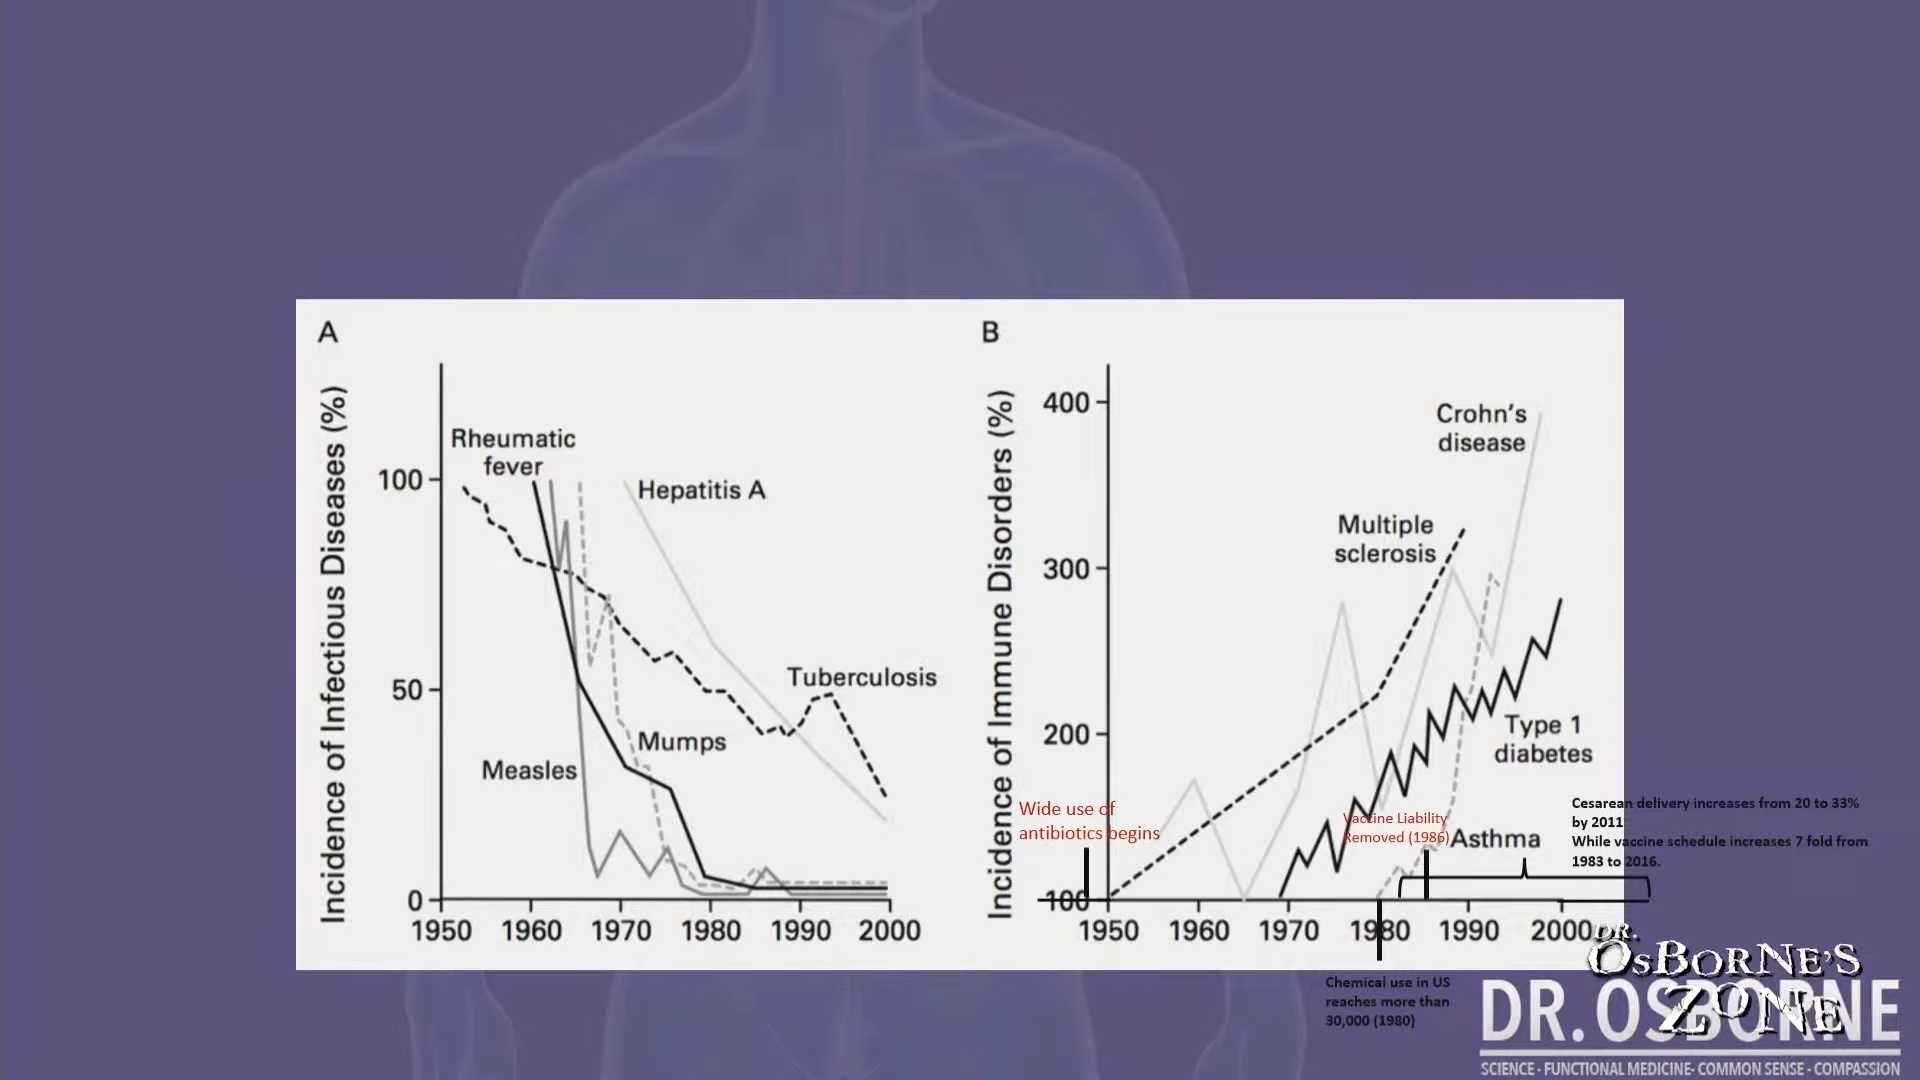 A
Incidence of Infectious Diseases (%)
100
50
0
Rheumatic
fever
Hepatitis A
Tuberculosis
Mumps
Measles
1950 1960 1970 1980 1990 2000
B
Incidence of Immune Disorders (%)
400
300
200
100
Crohn's
disease
Multiple
sclerosis
Type 1
diabetes
Asthma
Wide use of
antibiotics begins
Vaccine Liability
Removed (1986)
Cesarean delivery increases from 20 to 33%
by 2011
While vaccine schedule increases 7 fold from
1983 to 2016.
1950 1960 1970 1980 1990 2000
Chemical use in US
reaches more than
30,000 (1980)
DR.
OSBORNE'S
ZONE
DR. OSBORNE
SCIENCE - FUNCTIONAL MEDICINE- COMMON SENSE - COMPASSION